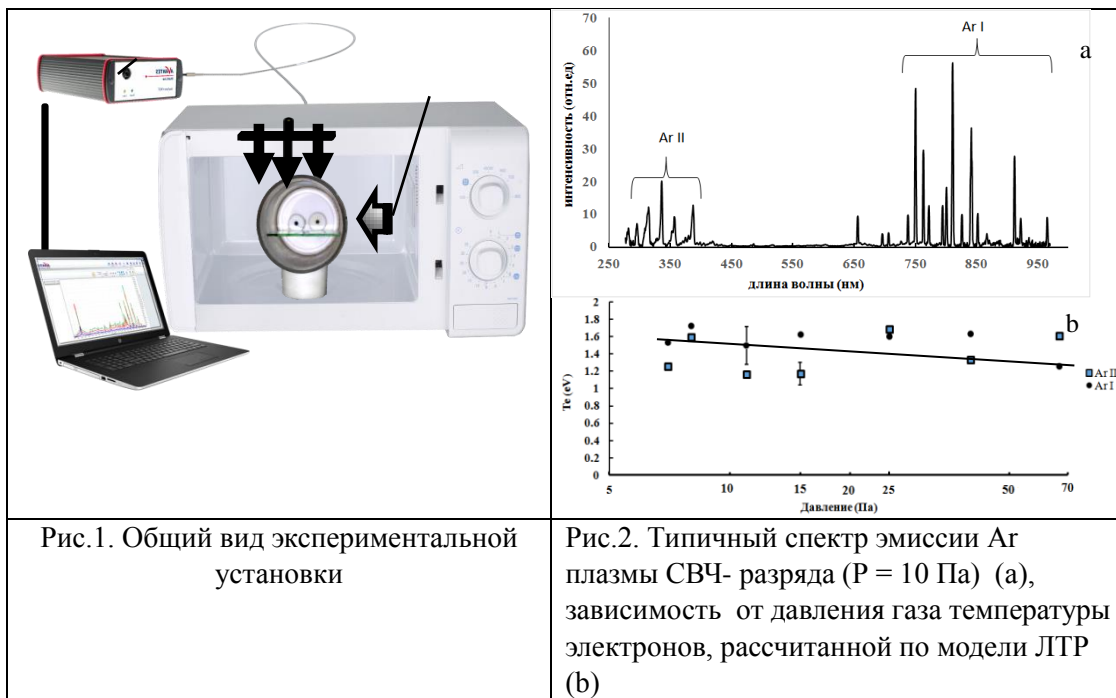 70
60
50
40
30
20
10
0
интенсивность (отн.ед)
Ar II
Ar I
a
250 350 450 550 650 750 850 950
длина волны (нм)
2
1.8
1.6
1.4
1.2
1
0.8
0.6
0.4
0.2
0
Te (eV)
b
Ar II
Ar I
5 10 15 20 25 50 70
Давление (Па)
Рис.1. Общий вид экспериментальной
установки
Рис.2. Типичный спектр эмиссии Ar
плазмы СВЧ- разряда (P = 10 Па) (a),
зависимость от давления газа температуры
электронов, рассчитанной по модели ЛТР
(b)